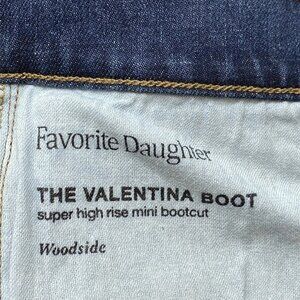 Favorite Daughter
THE VALENTINA BOOT
super high rise mini bootcut
Woodside